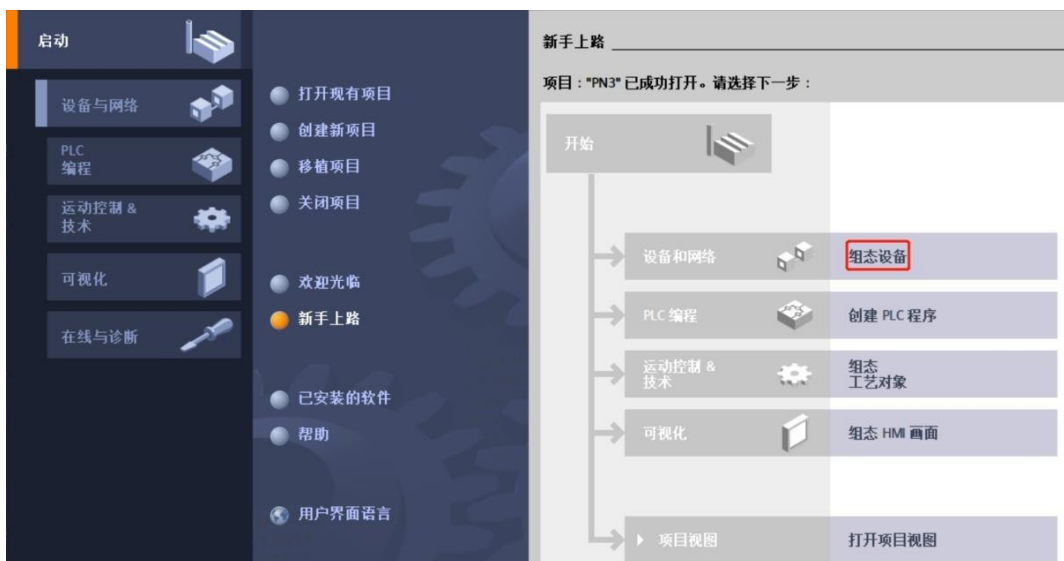 启动
设备与网络
PLC
编程
运动控制 &
技术
可视化
在线与诊断
打开现有项目
创建新项目
移植项目
关闭项目
欢迎光临
新手上路
已安装的软件
帮助
用户界面语言
新手上路
项目："PN3" 已成功打开。请选择下一步：
开始
设备和网络
组态设备
PLC 编程
创建 PLC 程序
运动控制 &
技术
组态
工艺对象
可视化
组态 HMI 画面
项目视图
打开项目视图